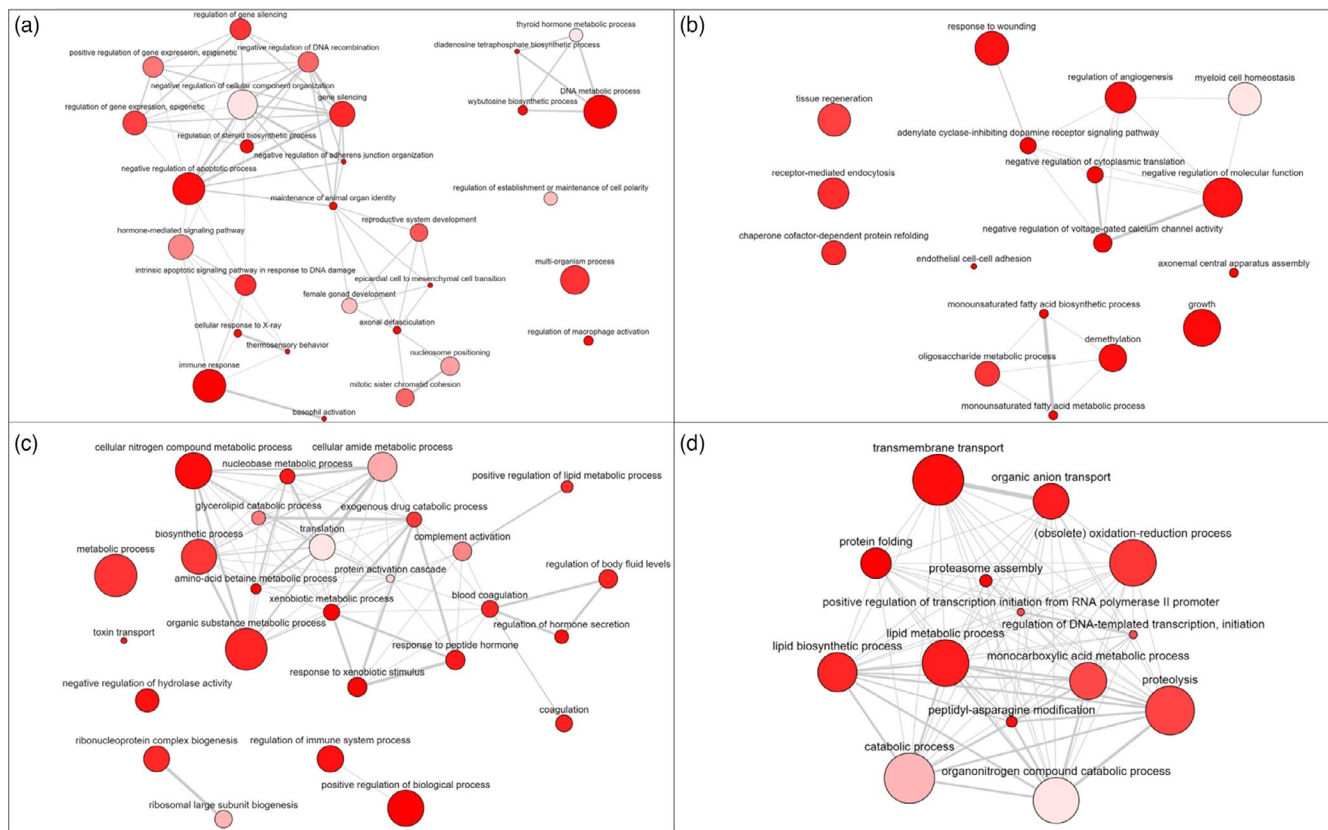 (a)
regulation of gene silencing
thyroid hormone metabolic process
diadenosine tetraphosphate biosynthetic process
positive regulation of gene expression, epigenetic
negative regulation of DNA recombination
negative regulation of cellular component organization
DNA metabolic process
gene silencing
wybutosine biosynthetic process
regulation of gene expression, epigenetic
regulation of steroid biosynthetic process
negative regulation of adherens junction organization
negative regulation of apoptotic process
regulation of establishment or maintenance of cell polarity
maintenance of animal organ identity
reproductive system development
hormone-mediated signaling pathway
multi-organism process
intrinsic apoptotic signaling pathway in response to DNA damage
epicardial cell to mesenchymal cell transition
female gonad development
cellular response to X-ray
axonal defasciculation
regulation of macrophage activation
thermosensory behavior
nucleosome positioning
immune response
mitotic sister chromatid cohesion
basophil activation
(b)
response to wounding
regulation of angiogenesis
myeloid cell homeostasis
tissue regeneration
adenylate cyclase-inhibiting dopamine receptor signaling pathway
negative regulation of cytoplasmic translation
receptor-mediated endocytosis
negative regulation of molecular function
chaperone cofactor-dependent protein refolding
negative regulation of voltage-gated calcium channel activity
endothelial cell-cell adhesion
axonemal central apparatus assembly
monounsaturated fatty acid biosynthetic process
growth
demethylation
oligosaccharide metabolic process
monounsaturated fatty acid metabolic process
(c)
cellular nitrogen compound metabolic process
cellular amide metabolic process
nucleobase metabolic process
positive regulation of lipid metabolic process
glycerolipid catabolic process
exogenous drug catabolic process
biosynthetic process
translation
complement activation
metabolic process
protein activation cascade
regulation of body fluid levels
amino-acid betaine metabolic process
xenobiotic metabolic process
blood coagulation
organic substance metabolic process
regulation of hormone secretion
toxin transport
response to peptide hormone
response to xenobiotic stimulus
negative regulation of hydrolase activity
coagulation
ribonucleoprotein complex biogenesis
regulation of immune system process
positive regulation of biological process
ribosomal large subunit biogenesis
(d)
transmembrane transport
organic anion transport
(obsolete) oxidation-reduction process
protein folding
proteasome assembly
positive regulation of transcription initiation from RNA polymerase II promoter
regulation of DNA-templated transcription, initiation
lipid metabolic process
lipid biosynthetic process
monocarboxylic acid metabolic process
proteolysis
peptidyl-asparagine modification
catabolic process
organonitrogen compound catabolic process